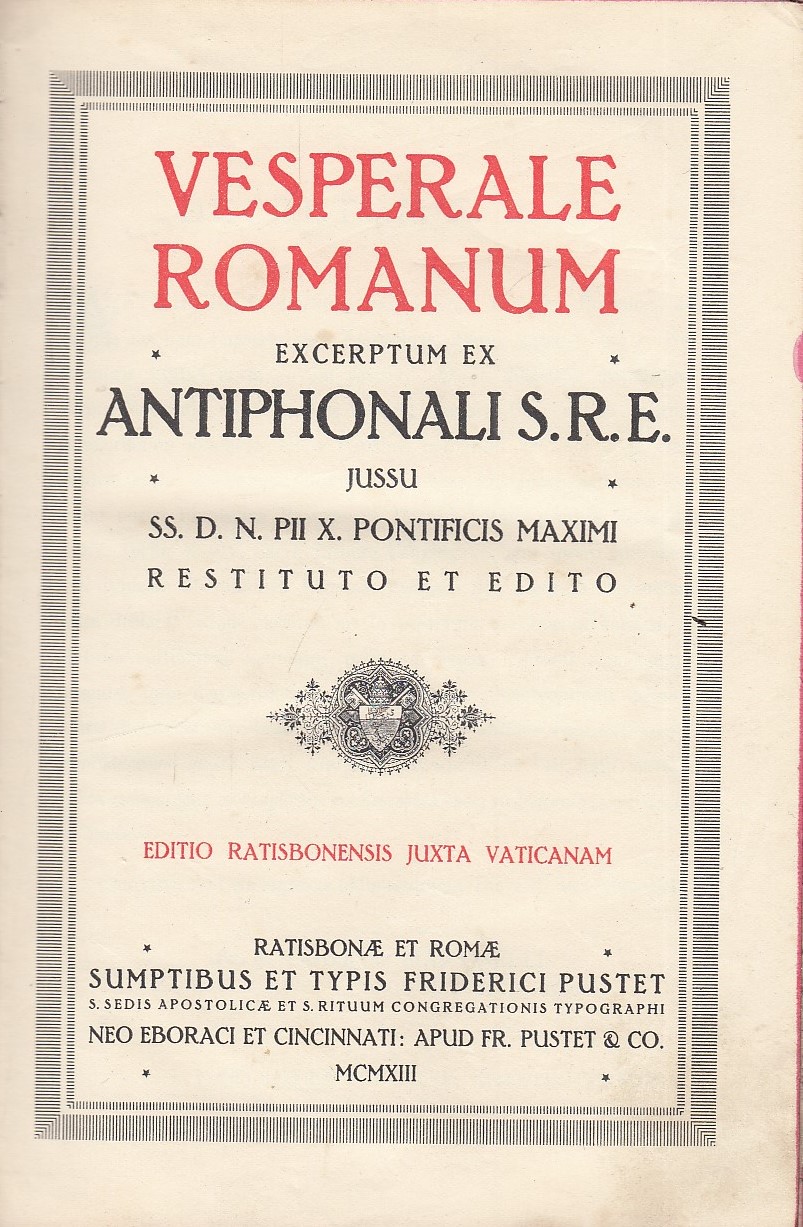 VESPERALE
ROMANUM
EXCERPTUM EX
ANTIPHONALI S.R.E.
JUSSU
SS. D. N. PII X. PONTIFICIS MAXIMI
RESTITUTO ET EDITO
EDITIO RATISBONENSIS JUXTA VATICANAM
RATISBONÆ ET ROMÆ
SUMPTIBUS ET TYPIS FRIDERICI PUSTET
S. SEDIS APOSTOLICÆ ET S. RITUUM CONGREGATIONIS TYPOGRAPHI
NEO EBORACI ET CINCINNATI: APUD FR. PUSTET & CO.
MCMXIII